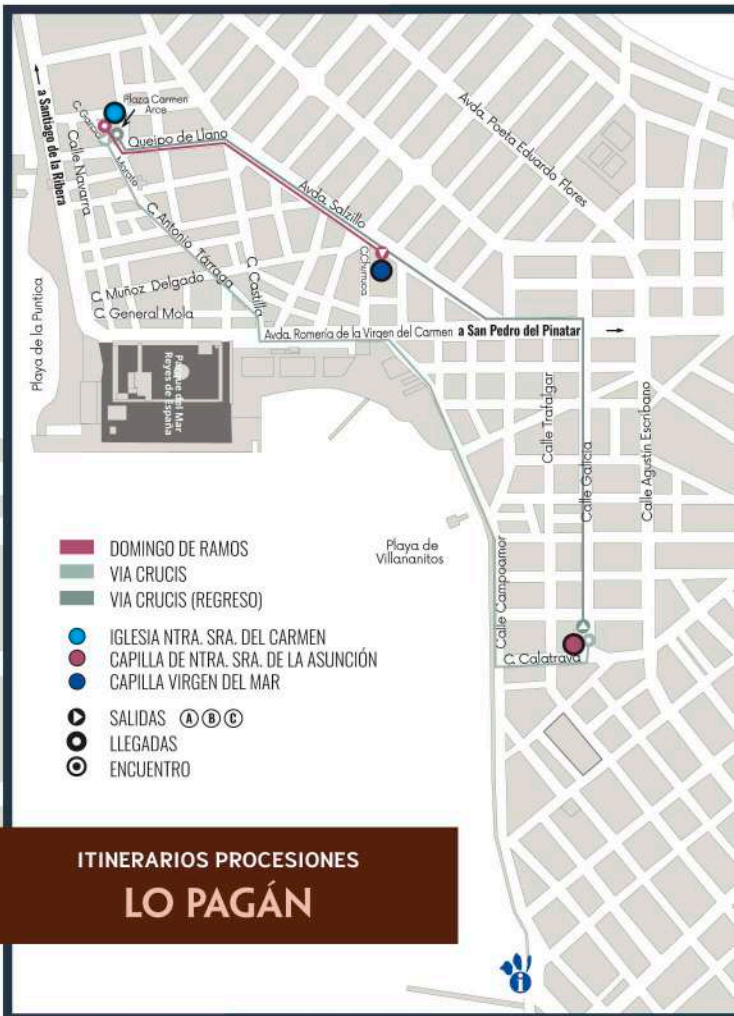 a Santiago de la Ribera
C. García
Morato
Calle Navarra
Plaza Carmen
Arce
Queipo de Llano
Avda. Salzillo
Avda. Poeta Eduardo Flores
C. Antonio Tárraga
C. Castilla
C.Churruca
C. Muñoz Delgado
C. General Mola
Avda. Romería de la Virgen del Carmen
a San Pedro del Pinatar
Playa de la Puntica
Parque del Mar
Reyes de España
Calle Trafalgar
Calle Galicia
Calle Agustín Escribano
Playa de
Villananitos
Calle Campoamor
C. Calatrava
DOMINGO DE RAMOS
VIA CRUCIS
VIA CRUCIS (REGRESO)
IGLESIA NTRA. SRA. DEL CARMEN
CAPILLA DE NTRA. SRA. DE LA ASUNCIÓN
CAPILLA VIRGEN DEL MAR
SALIDAS A B C
LLEGADAS
ENCUENTRO
ITINERARIOS PROCESIONES
LO PAGÁN
i